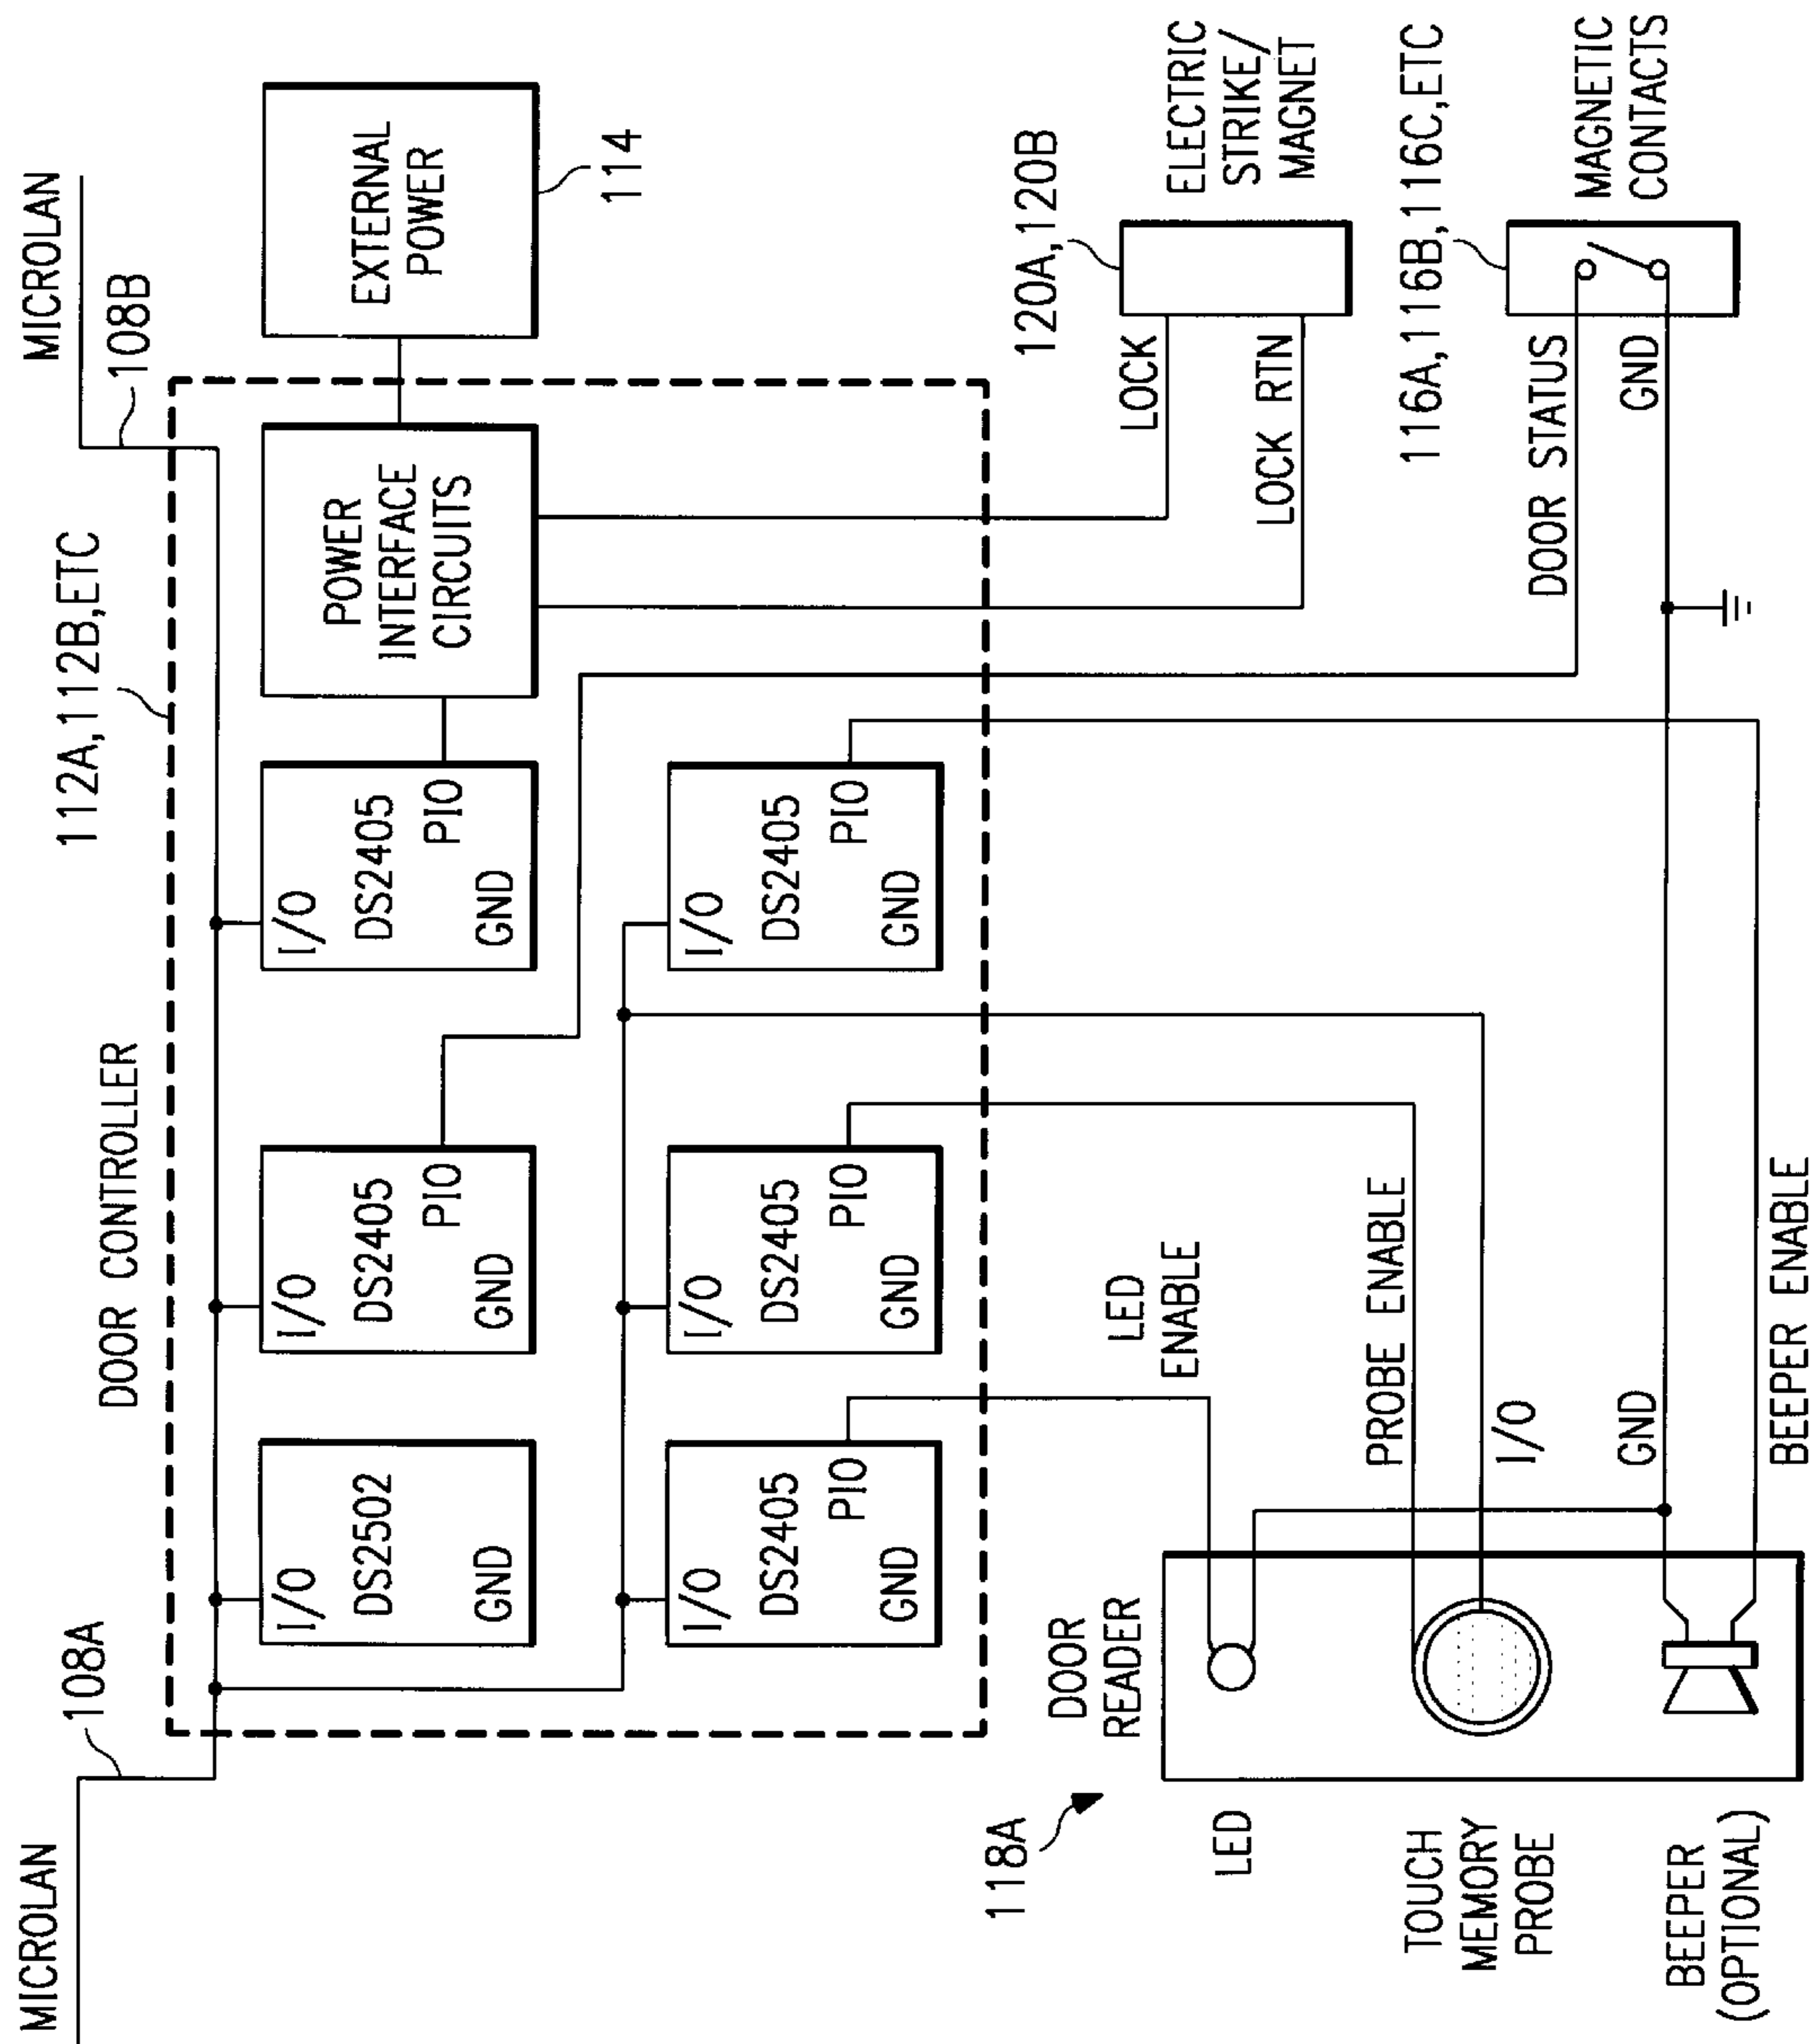 MICROLAN
108A
DOOR CONTROLLER
112A,112B,ETC
MICROLAN
108B
I/O
DS2502
GND
I/O
DS2405
PIO
GND
I/O
DS2405
PIO
GND
POWER
INTERFACE
CIRCUITS
EXTERNAL
POWER
114
I/O
DS2405
PIO
GND
I/O
DS2405
PIO
GND
I/O
DS2405
PIO
GND
118A
DOOR
READER
LED
TOUCH
MEMORY
PROBE
BEEPER
(OPTIONAL)
LED
ENABLE
PROBE ENABLE
I/O
GND
BEEPER ENABLE
120A,120B
LOCK
LOCK RTN
ELECTRIC
STRIKE/
MAGNET
116A,116B,116C,ETC
DOOR STATUS
GND
MAGNETIC
CONTACTS